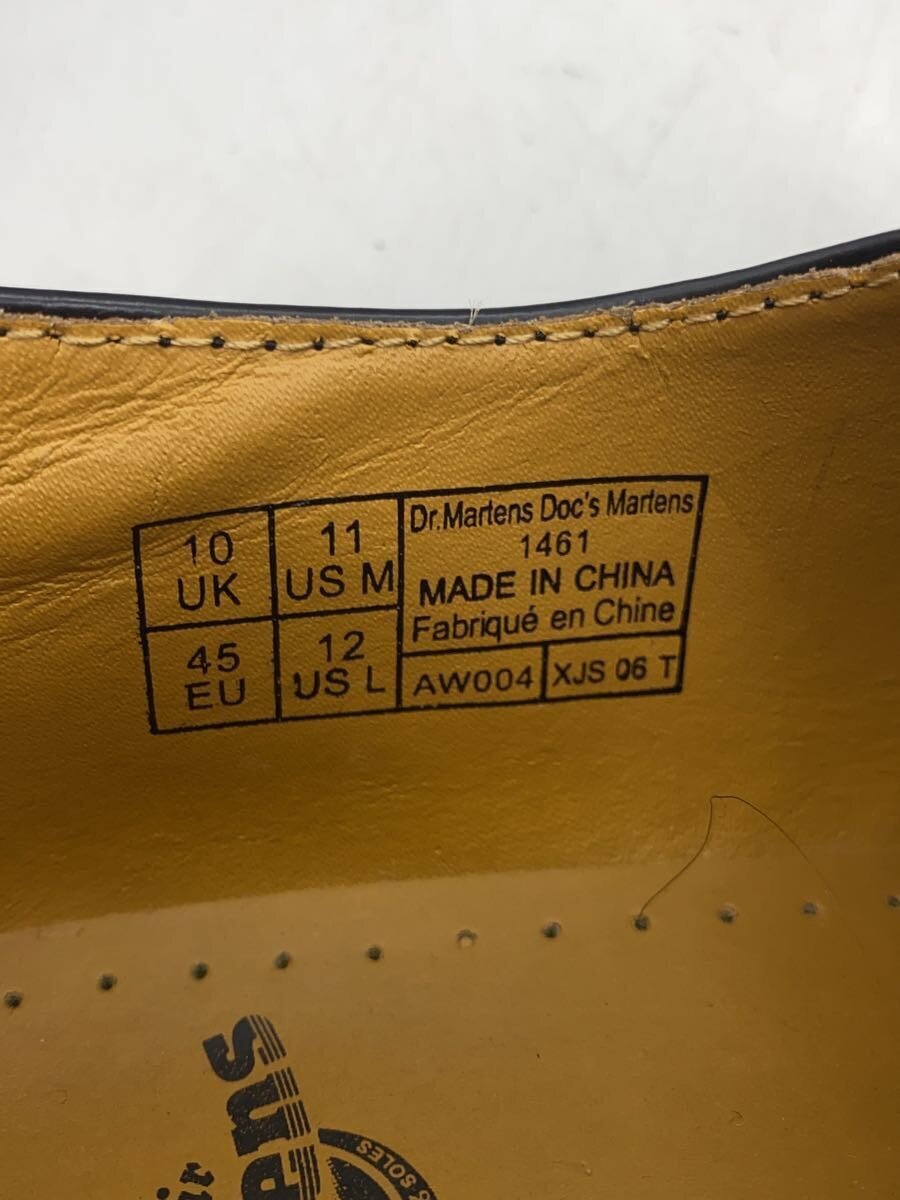 10
UK
11
US M
45
EU
12
US L
Dr.Martens Doc's Martens
1461
MADE IN CHINA
Fabriqué en Chine
AW004
XJS 06 T
SOLES